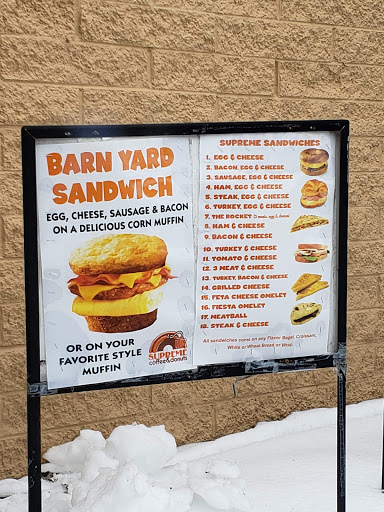 BARN YARD
SANDWICH
EGG, CHEESE, SAUSAGE & BACON
ON A DELICIOUS CORN MUFFIN
OR ON YOUR
FAVORITE STYLE
MUFFIN
SUPREME
coffee&donuts
SUPREME SANDWICHES
1. EGG & CHEESE
2. BACON, EGG & CHEESE
3. SAUSAGE, EGG & CHEESE
4. HAM, EGG & CHEESE
5. STEAK, EGG & CHEESE
6. TURKEY, EGG & CHEESE
7. THE ROCKET (3 meats, egg & cheese)
8. HAM & CHEESE
9. BACON & CHEESE
10. TURKEY & CHEESE
11. TOMATO & CHEESE
12. 3 MEAT & CHEESE
13. TURKEY, BACON & CHEESE
14. GRILLED CHEESE
15. FETA CHEESE OMELET
16. FIESTA OMELET
17. MEATBALL
18. STEAK & CHEESE
All sandwiches come on any Flavor Bagel, Croissant,
White or Wheat Bread or Wrap.